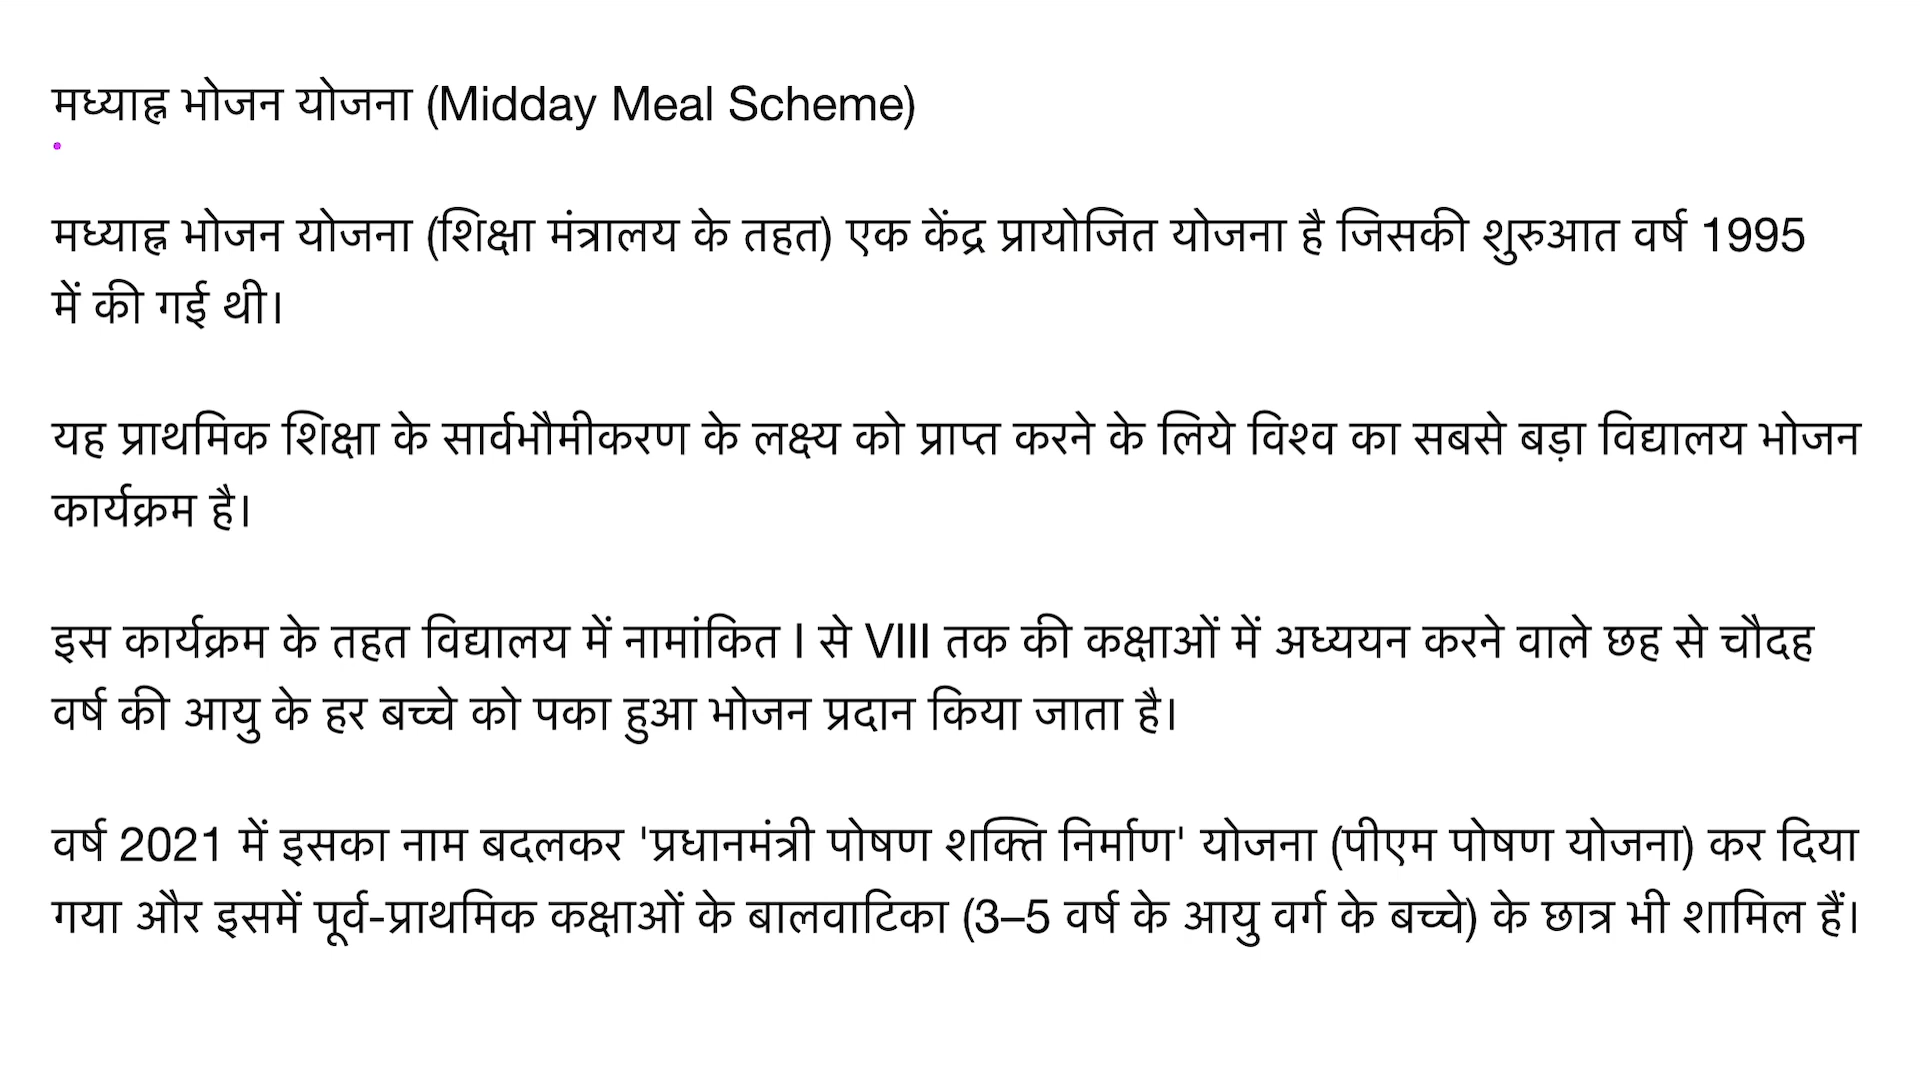 मध्याह्न भोजन योजना (Midday Meal Scheme)
मध्याह्न भोजन योजना (शिक्षा मंत्रालय के तहत) एक केंद्र प्रायोजित योजना है जिसकी शुरुआत वर्ष 1995
में की गई थी।
यह प्राथमिक शिक्षा के सार्वभौमीकरण के लक्ष्य को प्राप्त करने के लिये विश्व का सबसे बड़ा विद्यालय भोजन
कार्यक्रम है।
इस कार्यक्रम के तहत विद्यालय में नामांकित I से VIII तक की कक्षाओं में अध्ययन करने वाले छह से चौदह
वर्ष की आयु के हर बच्चे को पका हुआ भोजन प्रदान किया जाता है।
वर्ष 2021 में इसका नाम बदलकर 'प्रधानमंत्री पोषण शक्ति निर्माण' योजना (पीएम पोषण योजना) कर दिया
गया और इसमें पूर्व-प्राथमिक कक्षाओं के बालवाटिका (3–5 वर्ष के आयु वर्ग के बच्चे) के छात्र भी शामिल हैं।